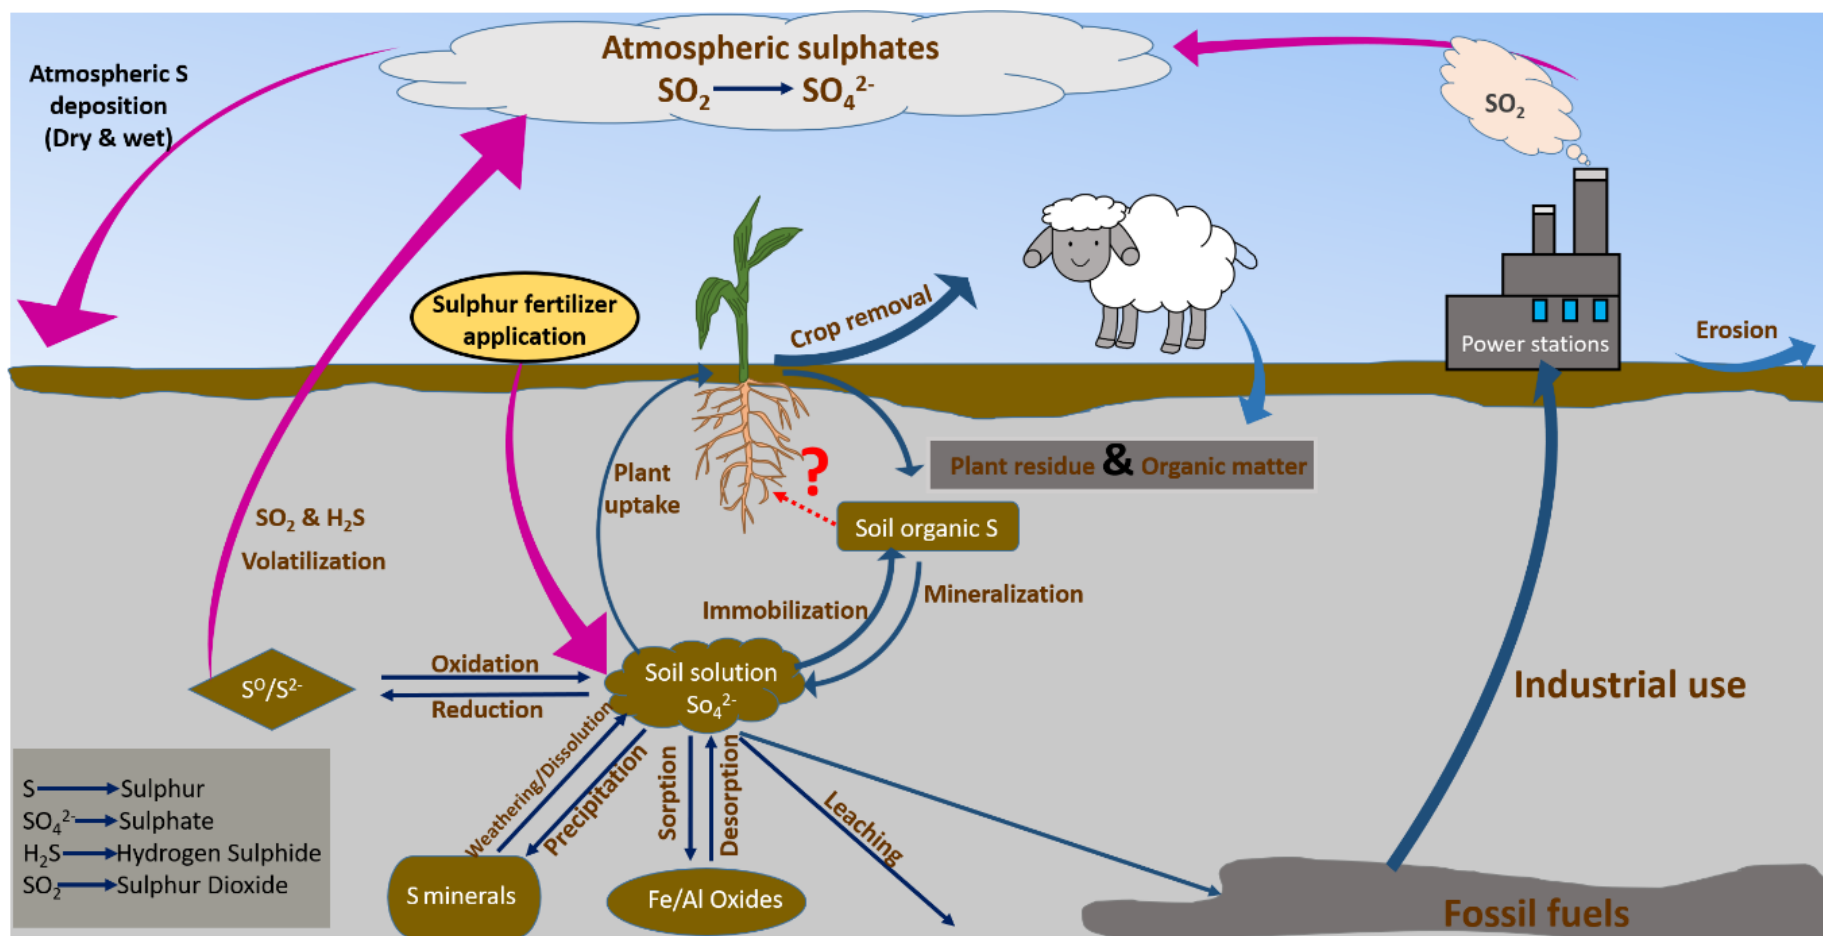 Atmospheric sulphates
SO₂ → SO₄²⁻
Atmospheric S
deposition
(Dry & wet)
SO₂
Sulphur fertilizer
application
Crop removal
Power stations
Erosion
Plant residue & Organic matter
Plant
uptake
?
Soil organic S
SO₂ & H₂S
Volatilization
Immobilization
Mineralization
Oxidation
Reduction
S⁰/S²⁻
Soil solution
So₄²⁻
Industrial use
Weathering/Dissolution
Precipitation
Sorption
Desorption
Leaching
S minerals
Fe/Al Oxides
Fossil fuels
S → Sulphur
SO₄²⁻ → Sulphate
H₂S → Hydrogen Sulphide
SO₂ → Sulphur Dioxide